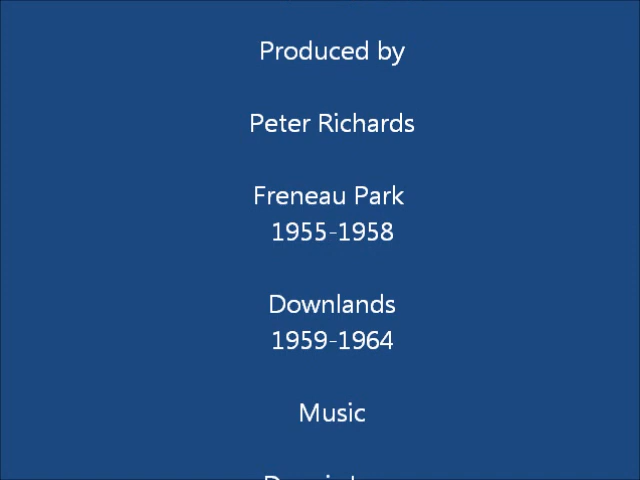 Produced by
Peter Richards
Freneau Park
1955-1958
Downlands
1959-1964
Music